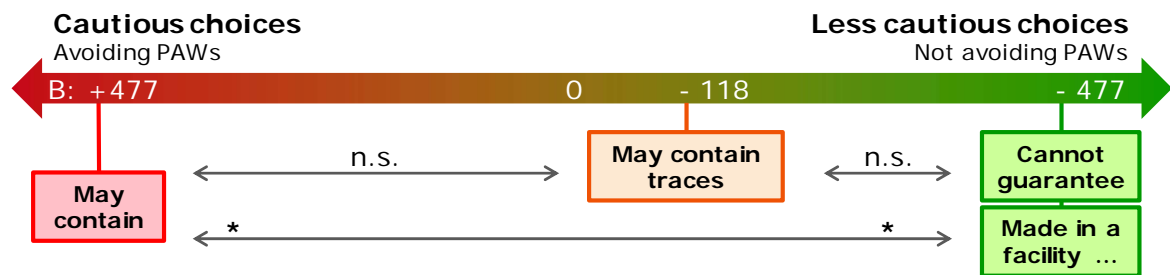 Cautious choices
Less cautious choices
Avoiding PAWs
Not avoiding PAWs
B: +477
0
- 118
- 477
n.s.
May contain
traces
n.s.
Cannot
guarantee
May
contain
*
*
Made in a
facility ...